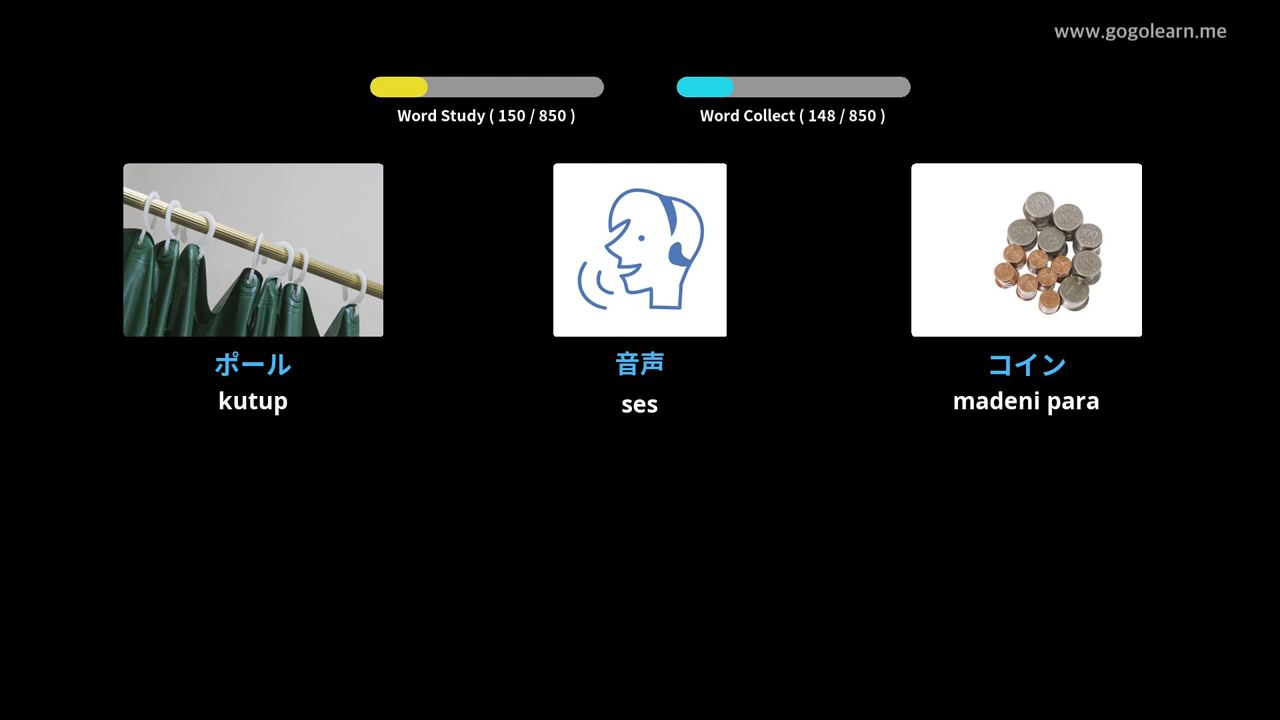 www.gogolearn.me
Word Study ( 150 / 850 )
Word Collect ( 148 / 850 )
ポール
kutup
音声
ses
コイン
madeni para